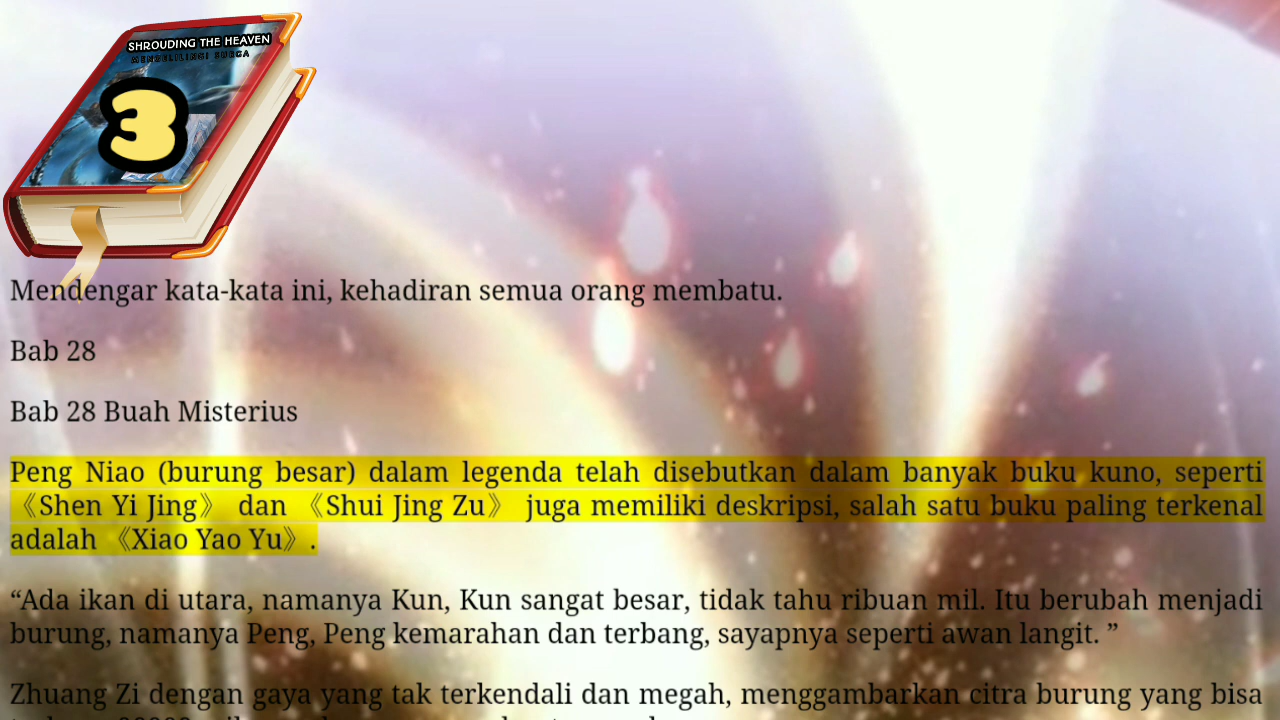 SHROUDING THE HEAVEN
MENGELILINGI SURGA
3
Mendengar kata-kata ini, kehadiran semua orang membatu.
Bab 28
Bab 28 Buah Misterius
Peng Niao (burung besar) dalam legenda telah disebutkan dalam banyak buku kuno, seperti
《Shen Yi Jing》 dan 《Shui Jing Zu》 juga memiliki deskripsi, salah satu buku paling terkenal
adalah 《Xiao Yao Yu》.
“Ada ikan di utara, namanya Kun, Kun sangat besar, tidak tahu ribuan mil. Itu berubah menjadi
burung, namanya Peng, Peng kemarahan dan terbang, sayapnya seperti awan langit. ”
Zhuang Zi dengan gaya yang tak terkendali dan megah, menggambarkan citra burung yang bisa